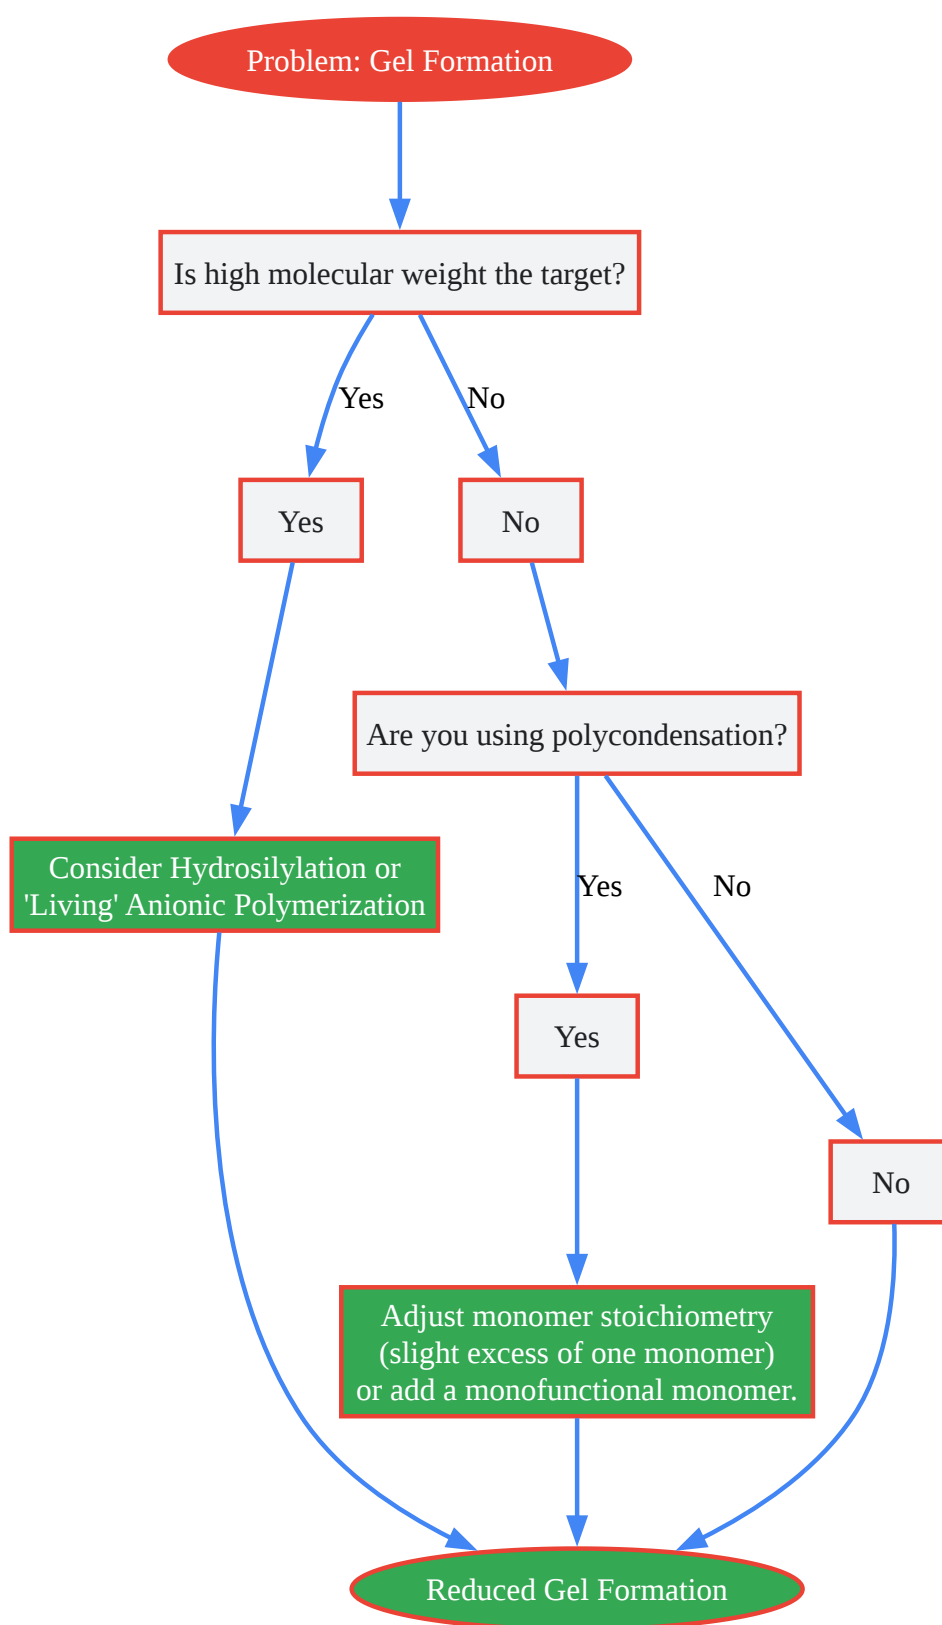 Problem: Gel Formation
Is high molecular weight the target?
Yes
No
Yes
No
Are you using polycondensation?
Consider Hydrosilylation or
'Living' Anionic Polymerization
Yes
No
Yes
No
Adjust monomer stoichiometry
(slight excess of one monomer)
or add a monofunctional monomer.
Reduced Gel Formation